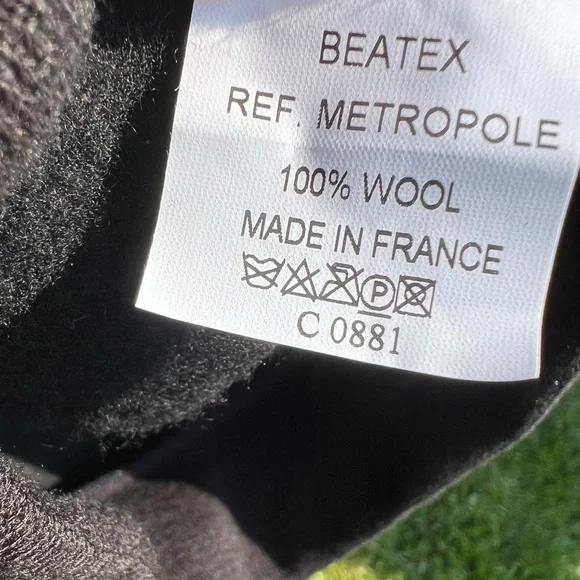 BEATEX
REF. METROPOLE
100% WOOL
MADE IN FRANCE
P
C 0881